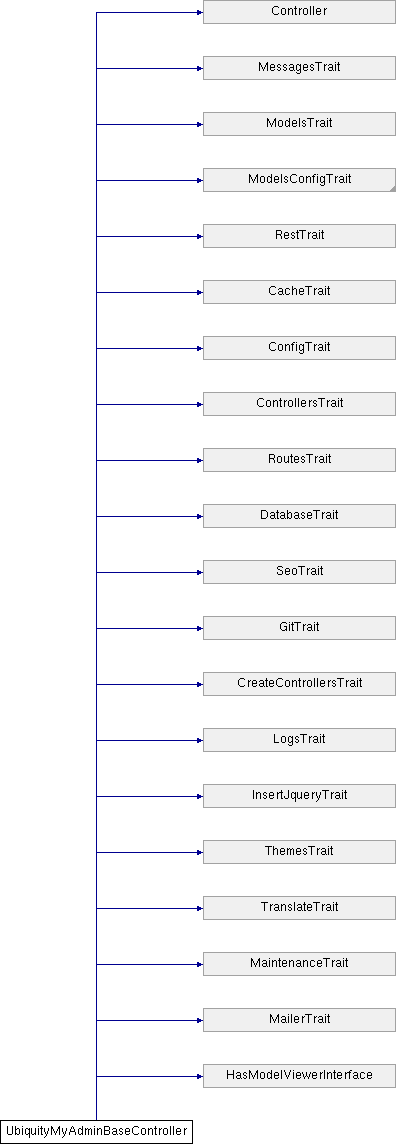 Controller
MessagesTrait
ModelsTrait
ModelsConfigTrait
RestTrait
CacheTrait
ConfigTrait
ControllersTrait
RoutesTrait
DatabaseTrait
SeoTrait
GitTrait
CreateControllersTrait
LogsTrait
InsertJqueryTrait
ThemesTrait
TranslateTrait
MaintenanceTrait
MailerTrait
HasModelViewerInterface
UbiquityMyAdminBaseController